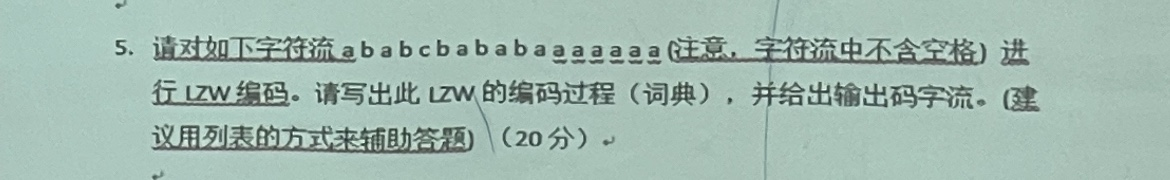 5. 请对如下字符流 a b a b c b a b a b a a a a a a a (注意，字符流中不含空格) 进
行 LZW 编码。请写出此 LZW 的编码过程（词典），并给出输出码字流。(建
议用列表的方式来辅助答题) （20 分）